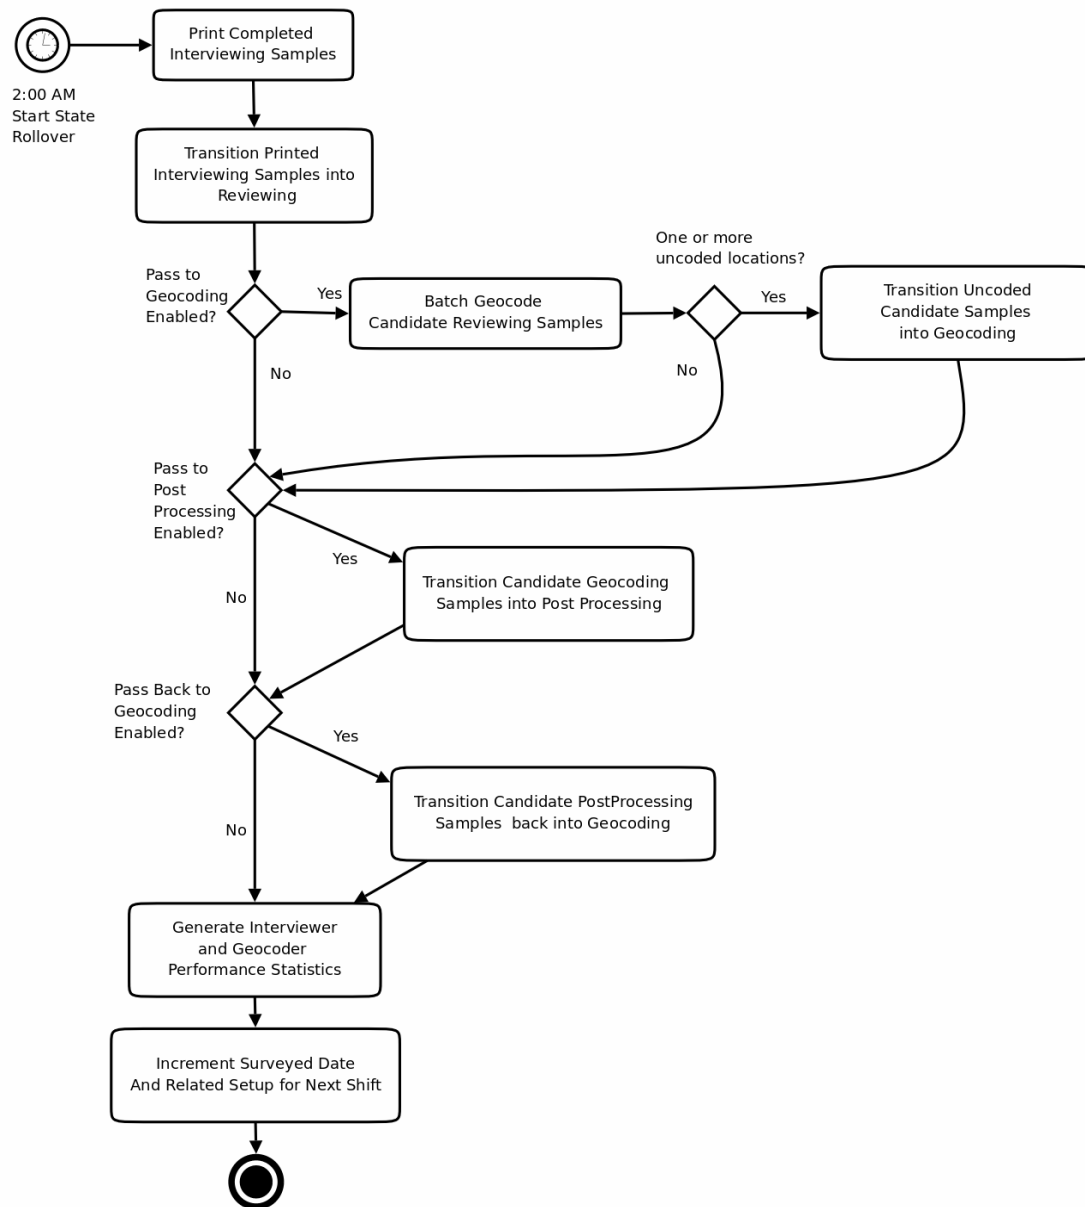 Print Completed
Interviewing Samples
2:00 AM
Start State
Rollover
Transition Printed
Interviewing Samples into
Reviewing
Pass to
Geocoding
Enabled?
Yes
Batch Geocode
Candidate Reviewing Samples
One or more
uncoded locations?
Yes
Transition Uncoded
Candidate Samples
into Geocoding
No
No
Pass to
Post
Processing
Enabled?
Yes
Transition Candidate Geocoding
Samples into Post Processing
No
Pass Back to
Geocoding
Enabled?
Yes
Transition Candidate PostProcessing
Samples  back into Geocoding
No
Generate Interviewer
and Geocoder
Performance Statistics
Increment Surveyed Date
And Related Setup for Next Shift